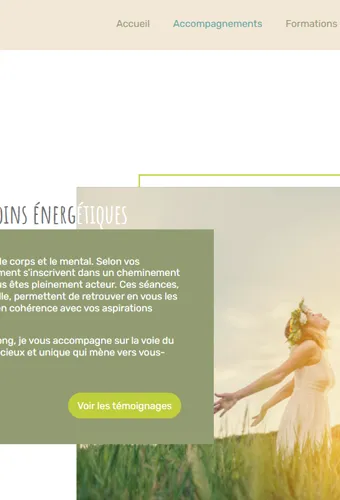 Accueil Accompagnements Formations
OINS ÉNERGÉTIQUES
le corps et le mental. Selon vos
ment s'inscrivent dans un cheminement
us êtes pleinement acteur. Ces séances,
lle, permettent de retrouver en vous les
en cohérence avec vos aspirations
ong, je vous accompagne sur la voie du
cieux et unique qui mène vers vous-
Voir les témoignages